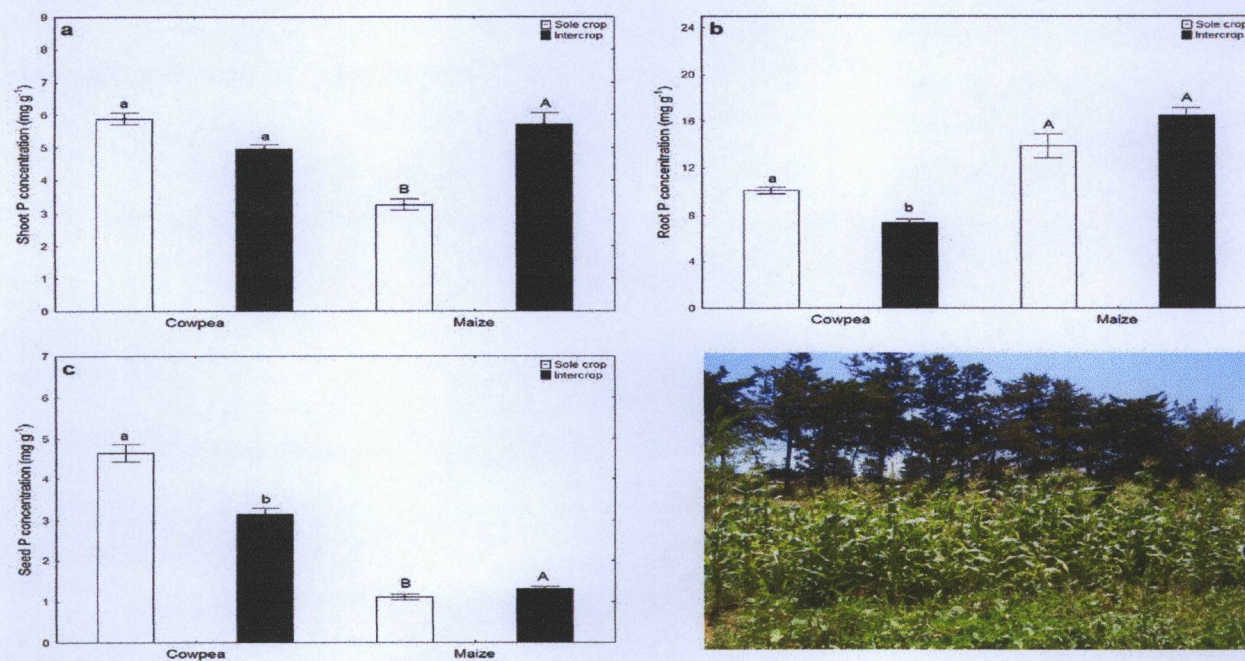 a
Sole crop
Intercrop
Shoot P concentration (mg g⁻¹)
9
8
7
6
5
4
3
2
1
0
a
a
B
A
Cowpea
Maize
b
Sole crop
Intercrop
Root P concentration (mg g⁻¹)
24
20
16
12
8
4
0
a
b
A
A
Cowpea
Maize
c
Sole crop
Intercrop
Seed P concentration (mg g⁻¹)
7
6
5
4
3
2
1
0
a
b
B
A
Cowpea
Maize